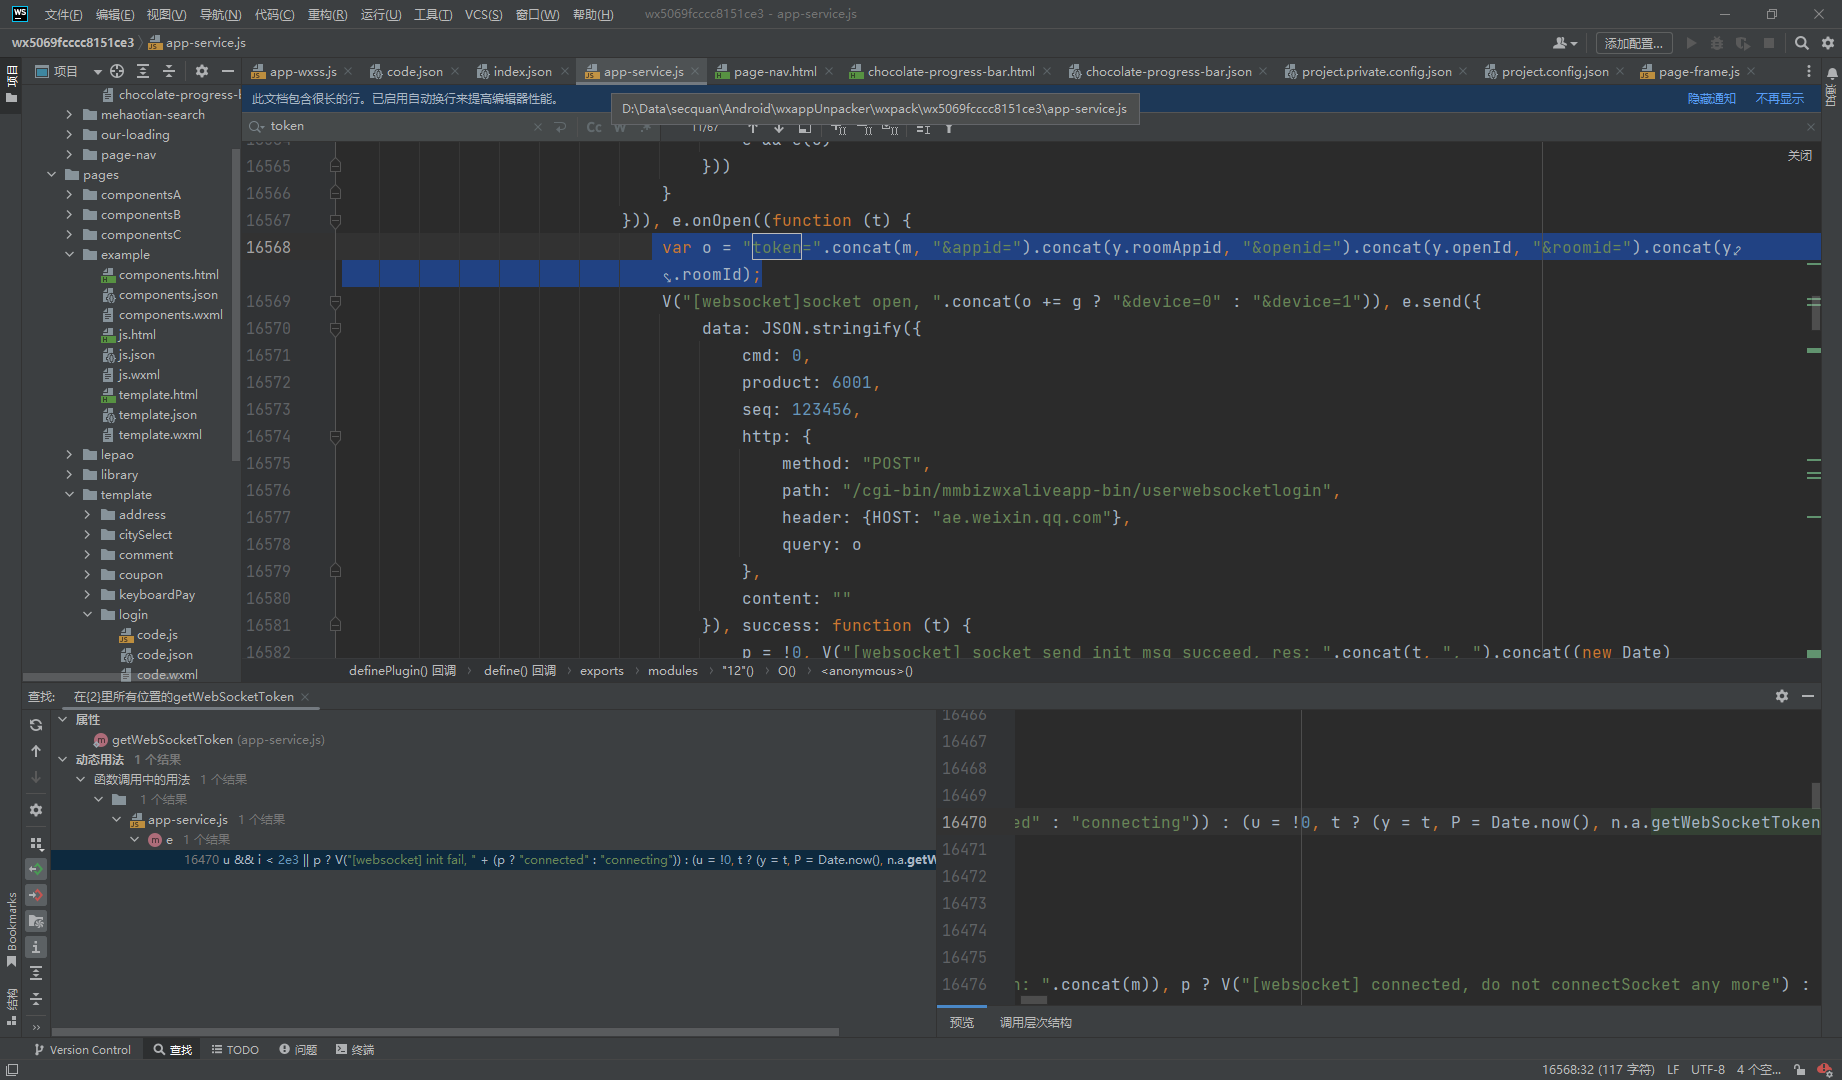 WS 文件(F) 编辑(E) 视图(V) 导航(N) 代码(C) 重构(R) 运行(U) 工具(T) VCS(S) 窗口(W) 帮助(H) wx5069fcccc8151ce3 - app-service.js
wx5069fcccc8151ce3 app-service.js 添加配置...
项目 app-wxss.js code.json index.json app-service.js page-nav.html chocolate-progress-bar.html chocolate-progress-bar.json project.private.config.json project.config.json page-frame.js
项目
通知
此文档包含很长的行。已启用自动换行来提高编辑器性能。 隐藏通知 不再显示
D:\Data\secquan\Android\wxappUnpacker\wxpack\wx5069fcccc8151ce3\app-service.js
token Cc W 11/67
关闭
chocolate-progress-b
mehaotian-search
our-loading
page-nav
pages
componentsA
componentsB
componentsC
example
components.html
components.json
components.wxml
js.html
js.json
js.wxml
template.html
template.json
template.wxml
lepao
library
template
address
citySelect
comment
coupon
keyboardPay
login
code.js
code.json
code.wxml
16565 }))
16566 }
16567 })), e.onOpen((function (t) {
16568 var o = "token=".concat(m, "&appid=").concat(y.roomAppid, "&openid=").concat(y.openId, "&roomid=").concat(y
.roomId);
16569 V("[websocket]socket open, ".concat(o += g ? "&device=0" : "&device=1")), e.send({
16570 data: JSON.stringify({
16571 cmd: 0,
16572 product: 6001,
16573 seq: 123456,
16574 http: {
16575 method: "POST",
16576 path: "/cgi-bin/mmbizwxaliveapp-bin/userwebsocketlogin",
16577 header: {HOST: "ae.weixin.qq.com"},
16578 query: o
16579 },
16580 content: ""
16581 }), success: function (t) {
16582 p = !0, V("[websocket] socket send init msg succeed, res: ".concat(t, ", ").concat((new Date)
definePlugin() 回调 define() 回调 exports modules "12"() O() <anonymous>()
查找: 在{2}里所有位置的getWebSocketToken
属性
getWebSocketToken (app-service.js)
动态用法 1 个结果
函数调用中的用法 1 个结果
1 个结果
app-service.js 1 个结果
e 1 个结果
16470 u && i < 2e3 || p ? V("[websocket] init fail, " + (p ? "connected" : "connecting")) : (u = !0, t ? (y = t, P = Date.now(), n.a.getW
16466
16467
16468
16469
16470 ed" : "connecting")) : (u = !0, t ? (y = t, P = Date.now(), n.a.getWebSocketToken
16471
16472
16473
16474
16475
16476 n: ".concat(m)), p ? V("[websocket] connected, do not connectSocket any more") :
预览 调用层次结构
Bookmarks
结构
Version Control 查找 TODO 问题 终端
16568:32 (117 字符) LF UTF-8 4 个空...